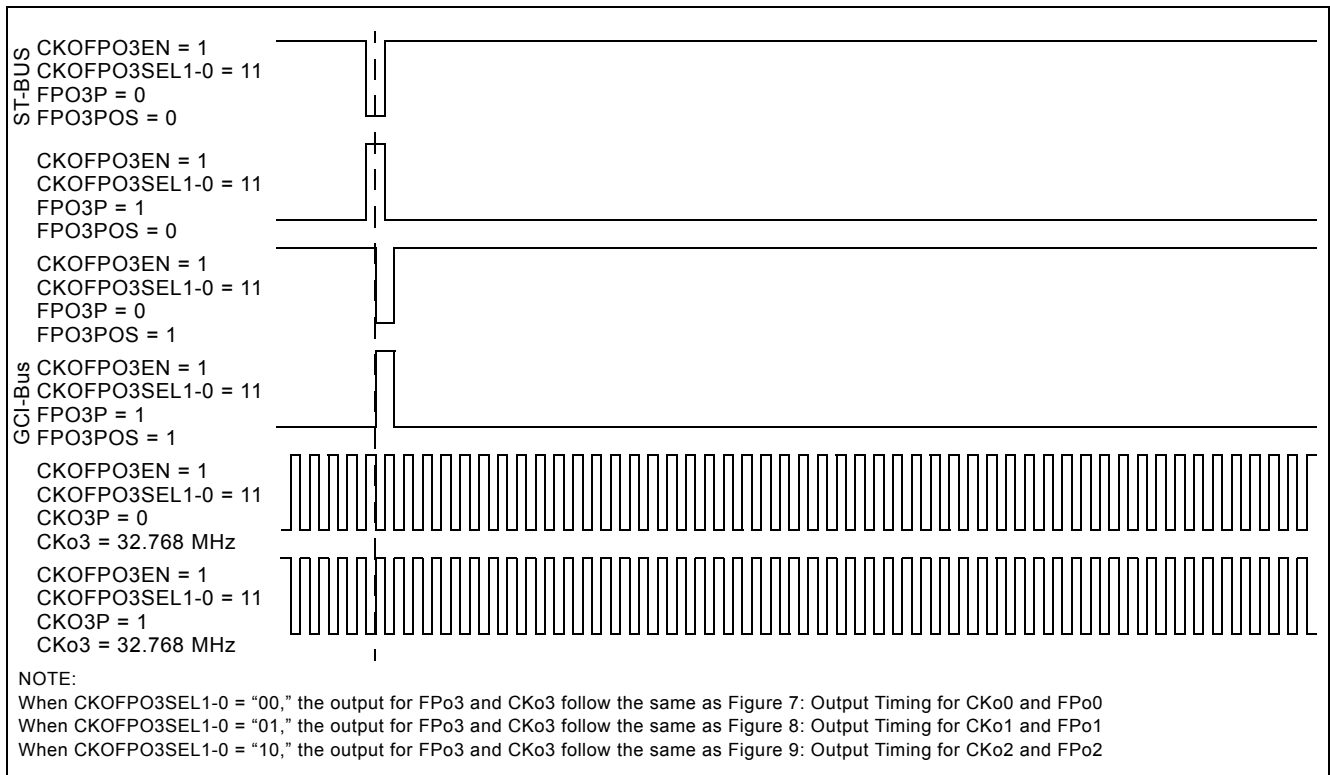 ST-BUS
CKOFPO3EN = 1
CKOFPO3SEL1-0 = 11
FPO3P = 0
FPO3POS = 0
CKOFPO3EN = 1
CKOFPO3SEL1-0 = 11
FPO3P = 1
FPO3POS = 0
CKOFPO3EN = 1
CKOFPO3SEL1-0 = 11
FPO3P = 0
FPO3POS = 1
GCI-Bus
CKOFPO3EN = 1
CKOFPO3SEL1-0 = 11
FPO3P = 1
FPO3POS = 1
CKOFPO3EN = 1
CKOFPO3SEL1-0 = 11
CKO3P = 0
CKo3 = 32.768 MHz
CKOFPO3EN = 1
CKOFPO3SEL1-0 = 11
CKO3P = 1
CKo3 = 32.768 MHz
NOTE:
When CKOFPO3SEL1-0 = “00,” the output for FPo3 and CKo3 follow the same as Figure 7: Output Timing for CKo0 and FPo0
When CKOFPO3SEL1-0 = “01,” the output for FPo3 and CKo3 follow the same as Figure 8: Output Timing for CKo1 and FPo1
When CKOFPO3SEL1-0 = “10,” the output for FPo3 and CKo3 follow the same as Figure 9: Output Timing for CKo2 and FPo2